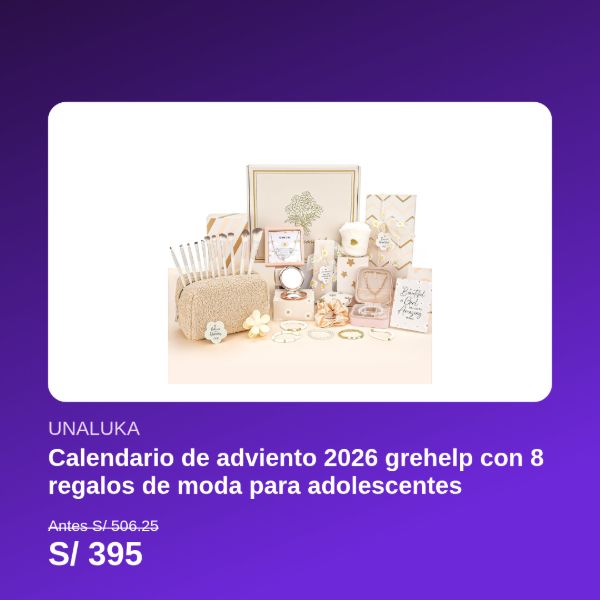 UNALUKA
Calendario de adviento 2026 grehelp con 8
regalos de moda para adolescentes
Antes S/ 506.25
S/ 395